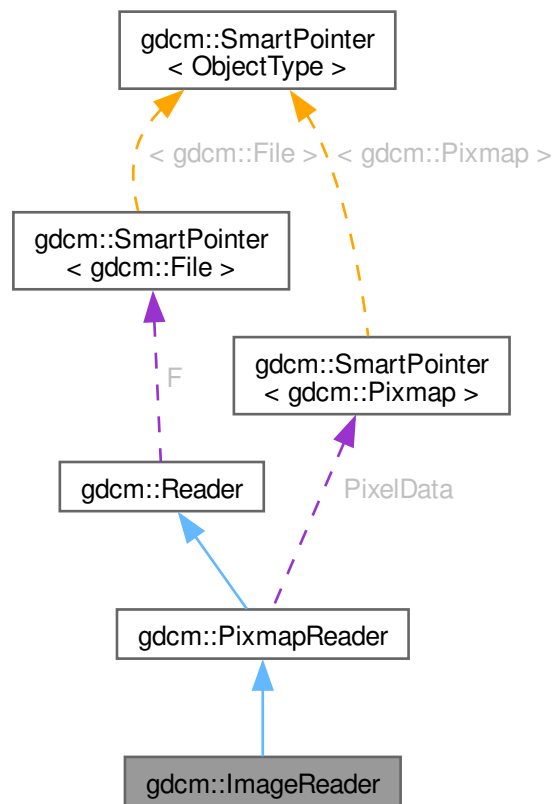 gdcm::SmartPointer
< ObjectType >
< gdcm::File >
< gdcm::Pixmap >
gdcm::SmartPointer
< gdcm::File >
gdcm::SmartPointer
< gdcm::Pixmap >
F
gdcm::Reader
PixelData
gdcm::PixmapReader
gdcm::ImageReader